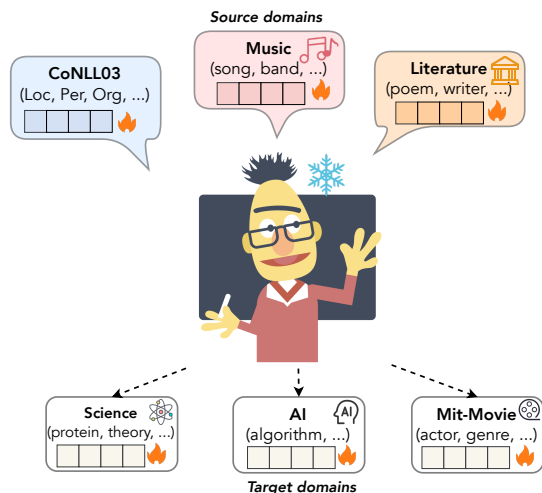 Source domains
CoNLL03
(Loc, Per, Org, ...)
Music
(song, band, ...)
Literature
(poem, writer, ...)
Science
(protein, theory, ...)
AI
AI
(algorithm, ...)
Mit-Movie
(actor, genre, ...)
Target domains